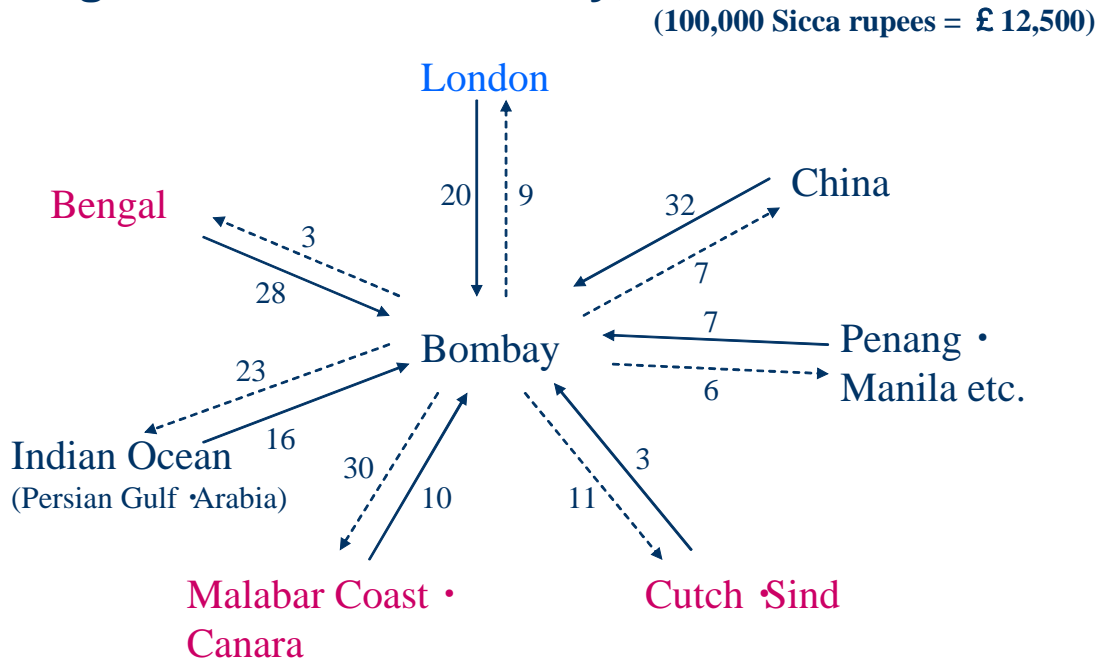 (100,000 Sicca rupees = £ 12,500)
London
20
9
China
32
7
Bengal
3
28
Bombay
7
6
Penang ・
Manila etc.
23
16
Indian Ocean
(Persian Gulf ・Arabia)
30
10
11
3
Malabar Coast ・
Canara
Cutch ・Sind